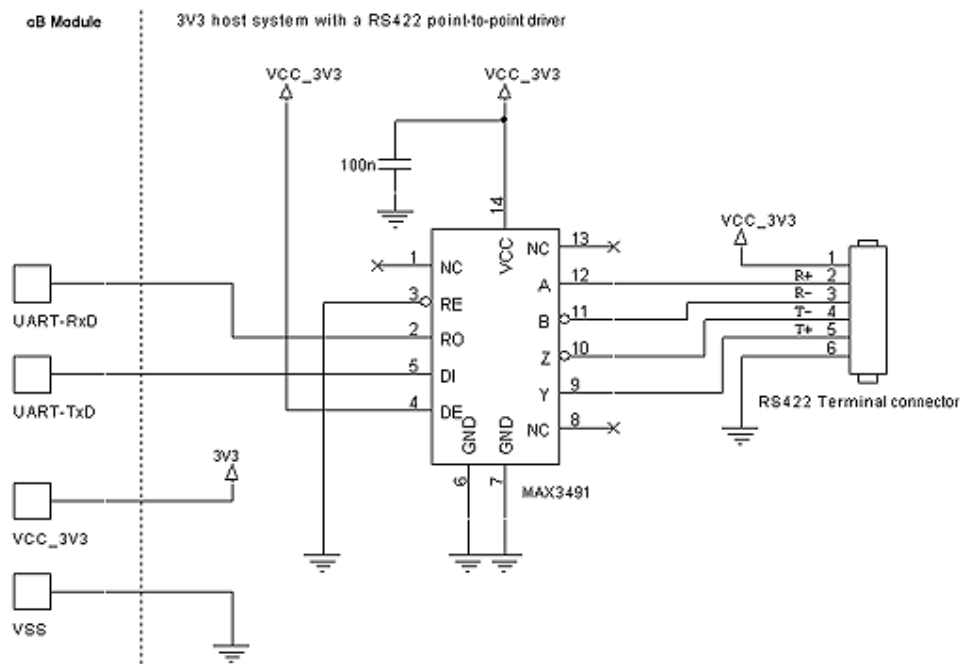 cB Module
3V3 host system with a RS422 point-to-point driver
VCC_3V3
VCC_3V3
100n
14
VCC
VCC_3V3
1
NC
NC
13
3
RE
A
12
2
RO
B
11
5
DI
Z
10
4
DE
Y
9
GND
GND
NC
8
6
7
MAX3491
UART-RxD
UART-TxD
3V3
VCC_3V3
VSS
1
R+ 2
R- 3
T- 4
T+ 5
6
RS422 Terminal connector